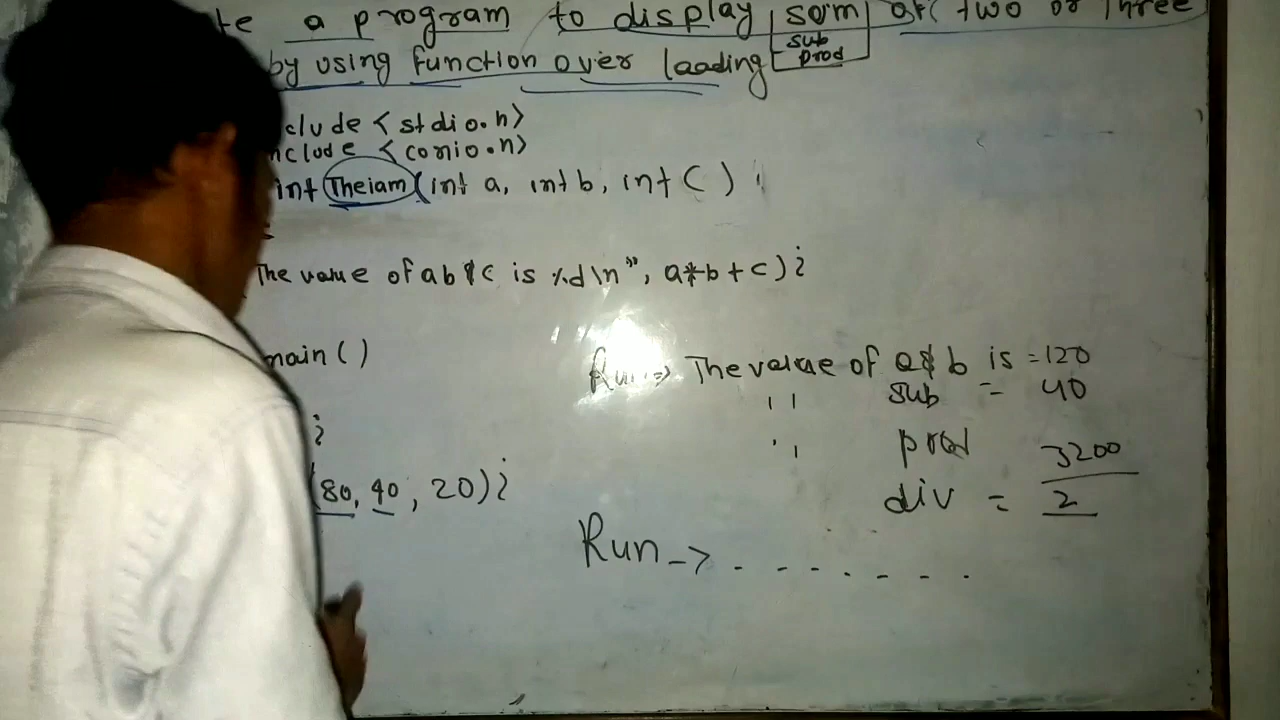 te a program to display som of two or Three
sub
by using function over loading prod
clude <stdio.h>
nclude <conio.h>
int Theiam (int a, int b, int c)
The value of ab &c is %d\n", a*b+c);
main()
Run => The value of a& b is =120
" sub = 40
;
" prod 3200
(80, 40, 20);
div = 2
Run -> . - - . - - .